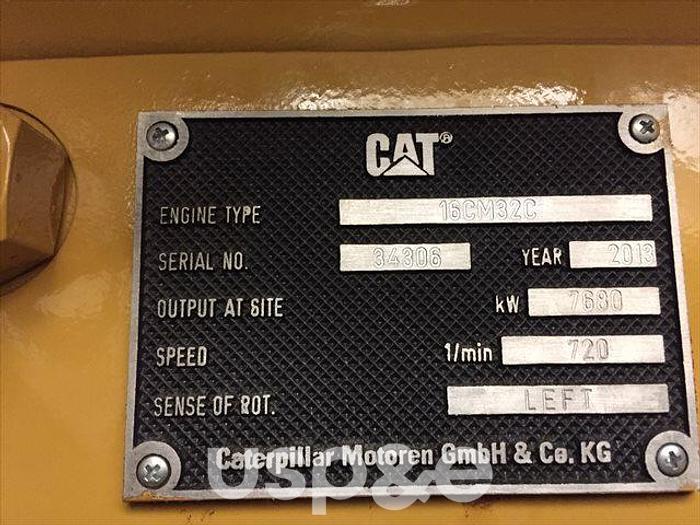 CAT®
ENGINE TYPE 16CM32C
SERIAL NO. 34306 YEAR 2013
OUTPUT AT SITE kW 7680
SPEED 1/min 720
SENSE OF ROT. LEFT
Caterpillar Motoren GmbH & Co. KG
usp&e